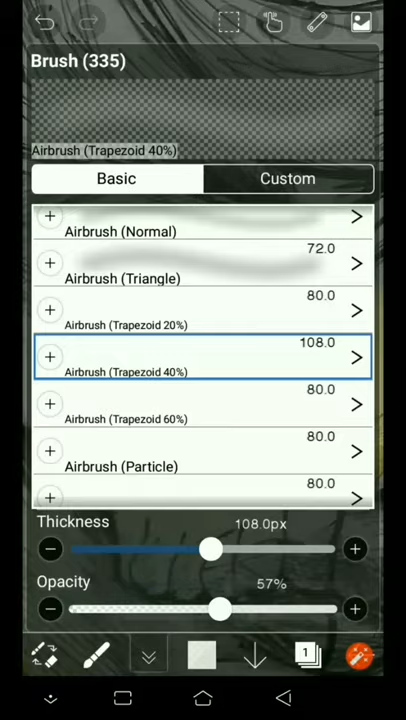 Brush (335)
Airbrush (Trapezoid 40%)
Basic
Custom
Airbrush (Normal)
72.0
Airbrush (Triangle)
80.0
Airbrush (Trapezoid 20%)
108.0
Airbrush (Trapezoid 40%)
80.0
Airbrush (Trapezoid 60%)
80.0
Airbrush (Particle)
80.0
Thickness
108.0px
Opacity
57%
1